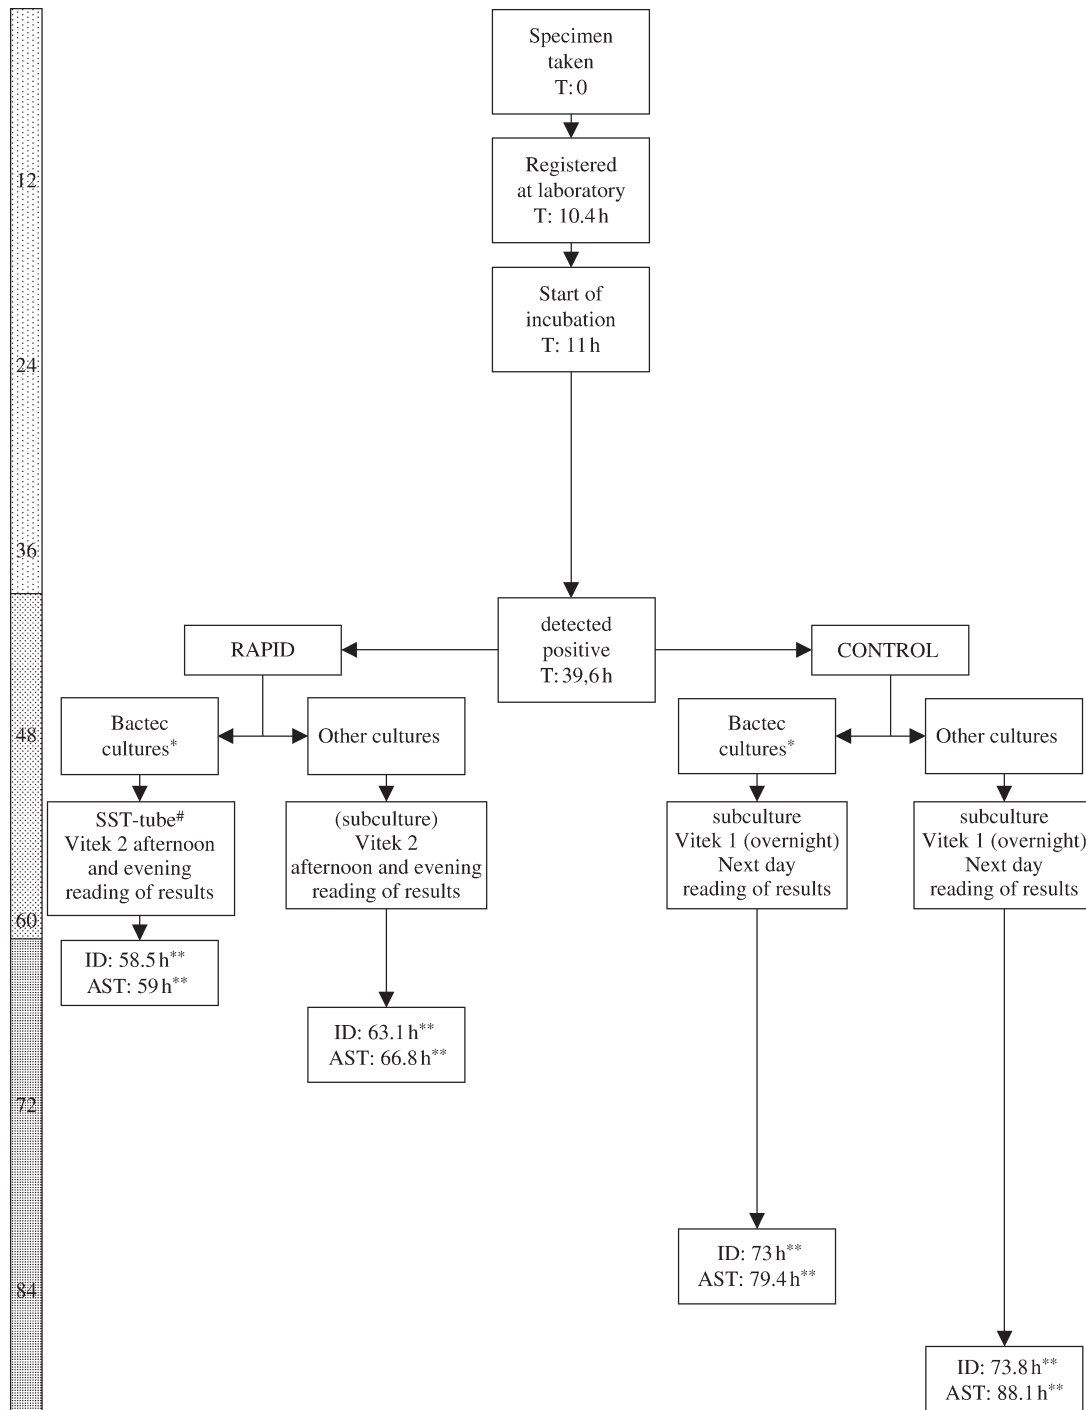 Specimen
taken
T: 0
Registered
at laboratory
T: 10.4 h
Start of
incubation
T: 11 h
detected
positive
T: 39,6 h
RAPID
CONTROL
Bactec
cultures*
Other cultures
Bactec
cultures*
Other cultures
SST-tube#
Vitek 2 afternoon
and evening
reading of results
(subculture)
Vitek 2
afternoon and evening
reading of results
subculture
Vitek 1 (overnight)
Next day
reading of results
subculture
Vitek 1 (overnight)
Next day
reading of results
ID: 58.5 h**
AST: 59 h**
ID: 63.1 h**
AST: 66.8 h**
ID: 73 h**
AST: 79.4 h**
ID: 73.8 h**
AST: 88.1 h**
12
24
36
48
60
72
84